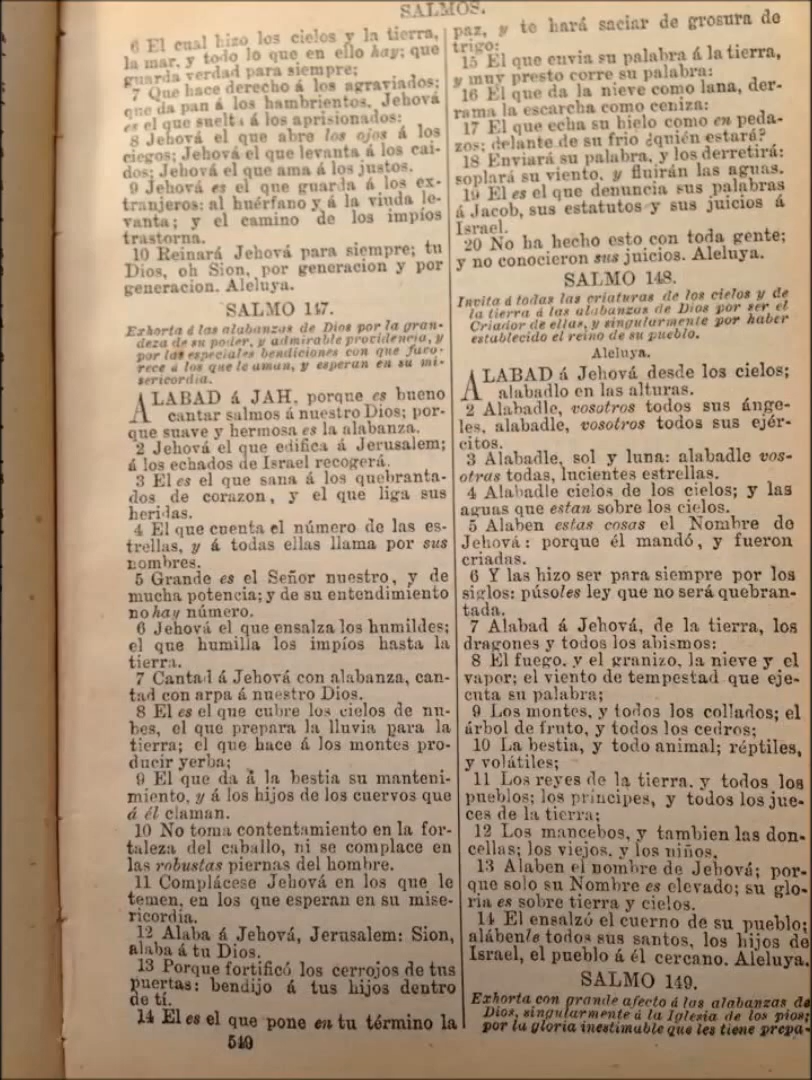 SALMOS.
6 El cual hizo los cielos y la tierra,
la mar, y todo lo que en ello hay; que
guarda verdad para siempre;
7 Que hace derecho á los agraviados;
que da pan á los hambrientos. Jehová
es el que suelta á los aprisionados:
8 Jehová el que abre los ojos á los
ciegos; Jehová el que levanta á los cai-
dos; Jehová el que ama á los justos.
9 Jehová es el que guarda á los ex-
tranjeros: al huérfano y á la viuda le-
vanta; y el camino de los impíos
trastorna.
10 Reinará Jehová para siempre; tu
Dios, oh Sion, por generacion y por
generacion. Aleluya.
SALMO 147.
Exhorta á las alabanzas de Dios por la gran-
deza de su poder, y admirable providencia, y
por las especiales bendiciones con que favo-
rece á los que le aman, y esperan en su mi-
sericordia.
ALABAD á JAH, porque es bueno
cantar salmos á nuestro Dios; por-
que suave y hermosa es la alabanza.
2 Jehová el que edifica á Jerusalem;
á los echados de Israel recogerá.
3 El es el que sana á los quebranta-
dos de corazon, y el que liga sus
heridas.
4 El que cuenta el número de las es-
trellas, y á todas ellas llama por sus
nombres.
5 Grande es el Señor nuestro, y de
mucha potencia; y de su entendimiento
no hay número.
6 Jehová el que ensalza los humildes;
el que humilla los impíos hasta la
tierra.
7 Cantad á Jehová con alabanza, can-
tad con arpa á nuestro Dios.
8 El es el que cubre los cielos de nu-
bes, el que prepara la lluvia para la
tierra; el que hace á los montes pro-
ducir yerba;
9 El que da á la bestia su manteni-
miento, y á los hijos de los cuervos que
á él claman.
10 No toma contentamiento en la for-
taleza del caballo, ni se complace en
las robustas piernas del hombre.
11 Complácese Jehová en los que le
temen, en los que esperan en su mise-
ricordia.
12 Alaba á Jehová, Jerusalem: Sion,
alaba á tu Dios.
13 Porque fortificó los cerrojos de tus
puertas: bendijo á tus hijos dentro
de tí.
14 El es el que pone en tu término la
540
paz, y te hará saciar de grosura de
trigo:
15 El que envia su palabra á la tierra,
y muy presto corre su palabra:
16 El que da la nieve como lana, der-
rama la escarcha como ceniza:
17 El que echa su hielo como en peda-
zos: delante de su frio ¿quién estará?
18 Enviará su palabra, y los derretirá:
soplará su viento, y fluirán las aguas.
19 El es el que denuncia sus palabras
á Jacob, sus estatutos y sus juicios á
Israel.
20 No ha hecho esto con toda gente;
y no conocieron sus juicios. Aleluya.
SALMO 148.
Invita á todas las criaturas de los cielos y de
la tierra á las alabanzas de Dios por ser el
Criador de ellas, y singularmente por haber
establecido el reino de su pueblo.
Aleluya.
ALABAD á Jehová desde los cielos;
alabadlo en las alturas.
2 Alabadle, vosotros todos sus ánge-
les, alabadle, vosotros todos sus ejér-
citos.
3 Alabadle, sol y luna: alabadle vos-
otras todas, lucientes estrellas.
4 Alabadle cielos de los cielos; y las
aguas que estan sobre los cielos.
5 Alaben estas cosas el Nombre de
Jehová: porque él mandó, y fueron
criadas.
6 Y las hizo ser para siempre por los
siglos: púsoles ley que no será quebran-
tada.
7 Alabad á Jehová, de la tierra, los
dragones y todos los abismos:
8 El fuego, y el granizo, la nieve y el
vapor; el viento de tempestad que eje-
cuta su palabra;
9 Los montes, y todos los collados; el
árbol de fruto, y todos los cedros;
10 La bestia, y todo animal; réptiles,
y volátiles;
11 Los reyes de la tierra, y todos los
pueblos; los príncipes, y todos los jue-
ces de la tierra;
12 Los mancebos, y tambien las don-
cellas; los viejos, y los niños,
13 Alaben el nombre de Jehová; por-
que solo su Nombre es elevado; su glo-
ria es sobre tierra y cielos.
14 El ensalzó el cuerno de su pueblo;
alábenle todos sus santos, los hijos de
Israel, el pueblo á él cercano. Aleluya.
SALMO 149.
Exhorta con grande afecto á las alabanzas de
Dios, singularmente á la Iglesia de los pios;
por la gloria inestimable que les tiene prepa-